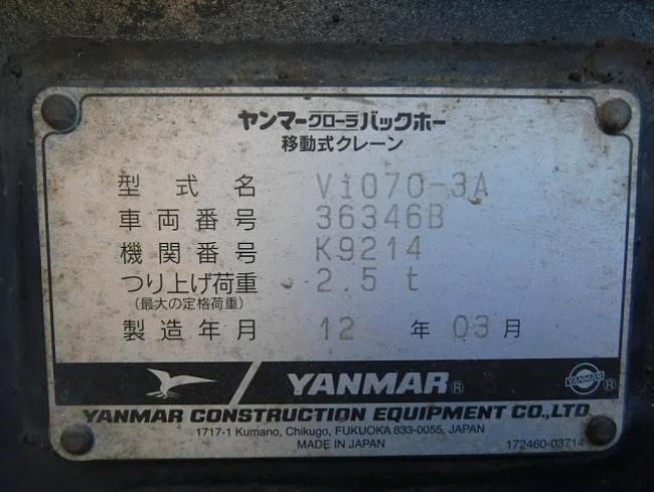 ヤンマークローラバックホー
移動式クレーン
型式名 ViO70-3A
車両番号 36346B
機関番号 K9214
つり上げ荷重 2.5 t
(最大の定格荷重)
製造年月 12 年 03 月
YANMAR®
YANMAR ®
YANMAR CONSTRUCTION EQUIPMENT CO.,LTD.
1717-1 Kumano, Chikugo, FUKUOKA 833-0055, JAPAN
MADE IN JAPAN 172460-03714